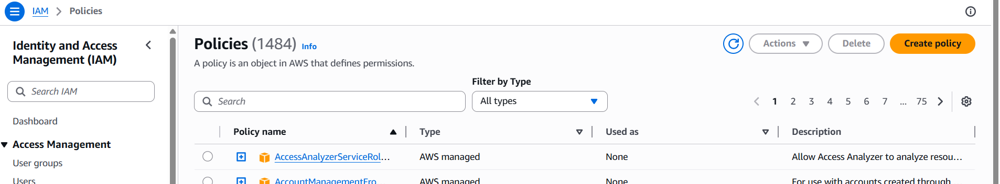 IAM > Policies
Identity and Access
Management (IAM)
Search IAM
Dashboard
Access Management
User groups
Users
Policies (1484) Info
A policy is an object in AWS that defines permissions.
Actions
Delete
Create policy
Filter by Type
Search
All types
1 2 3 4 5 6 7 ... 75
Policy name Type Used as Description
AccessAnalyzerServiceRol... AWS managed None Allow Access Analyzer to analyze resou...
AccountManagementFro... AWS managed None For use with accounts created through ...